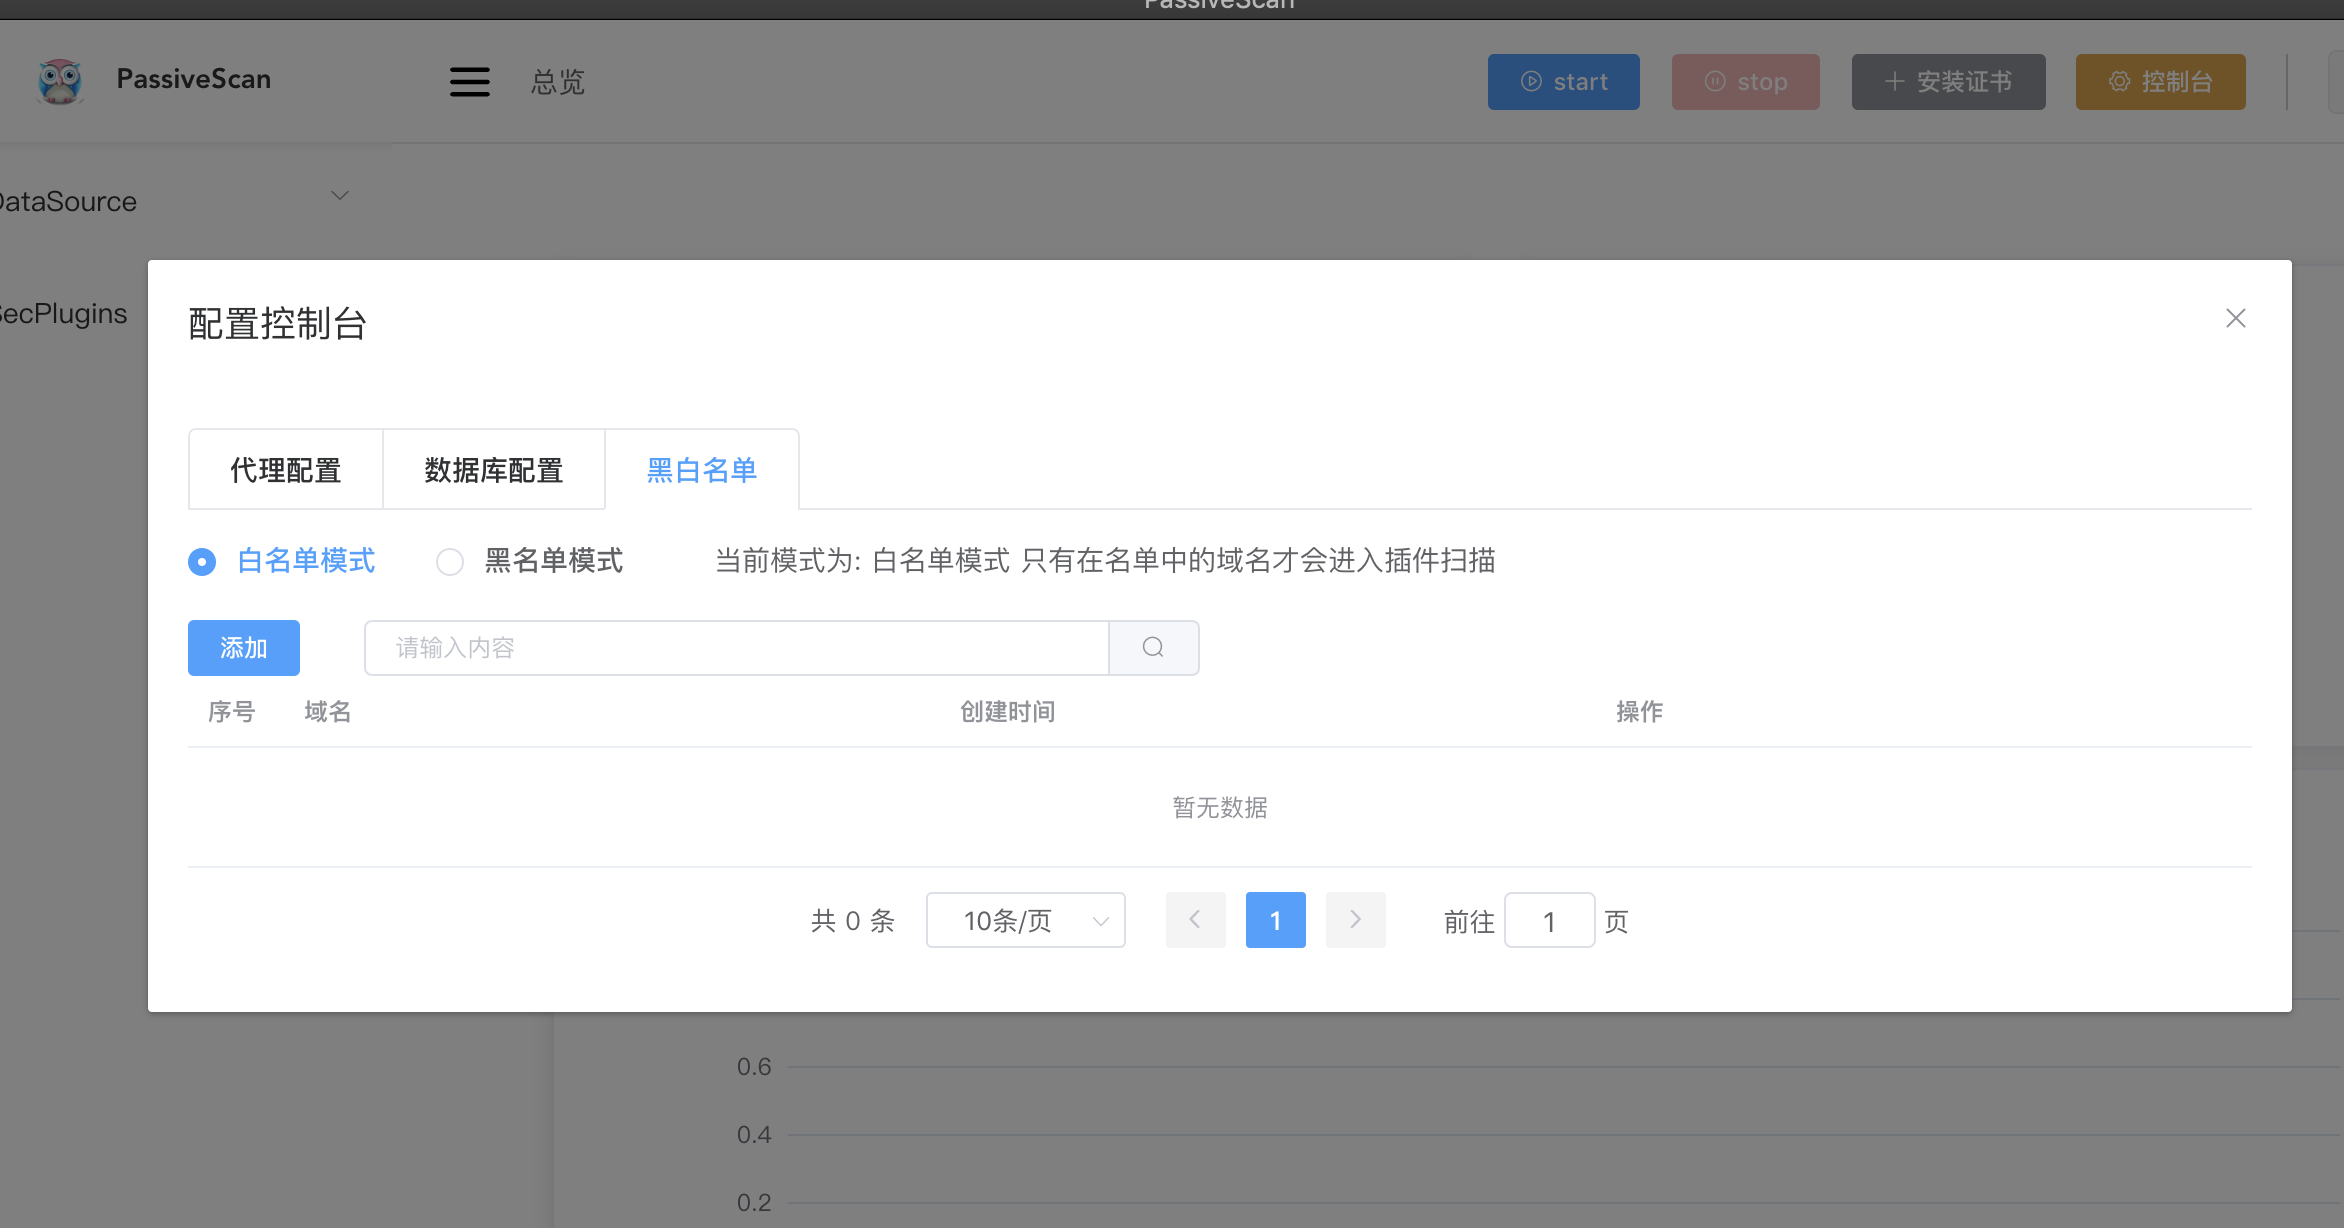 PassiveScan
PassiveScan
总览
start
stop
安装证书
控制台
DataSource
SecPlugins
配置控制台
代理配置
数据库配置
黑白名单
白名单模式
黑名单模式
当前模式为: 白名单模式 只有在名单中的域名才会进入插件扫描
添加
请输入内容
序号
域名
创建时间
操作
暂无数据
共 0 条
10条/页
1
前往
1
页
0.6
0.4
0.2